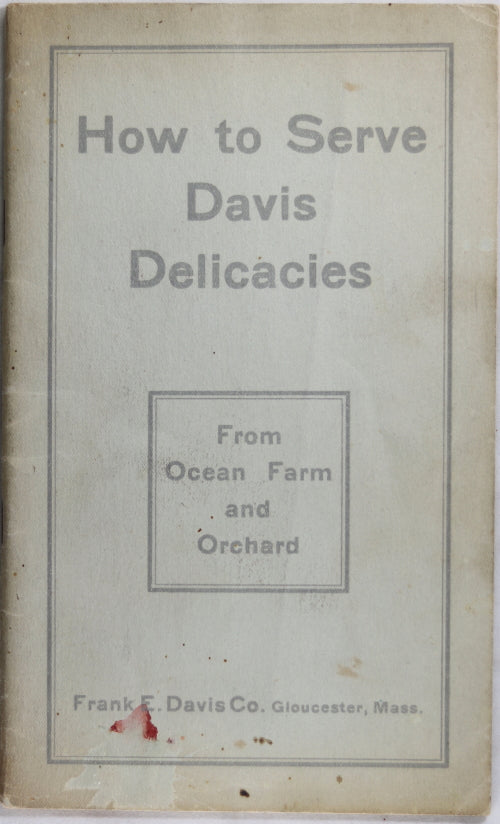 How to Serve
Davis
Delicacies
From
Ocean Farm
and
Orchard
Frank E. Davis Co. Gloucester, Mass.